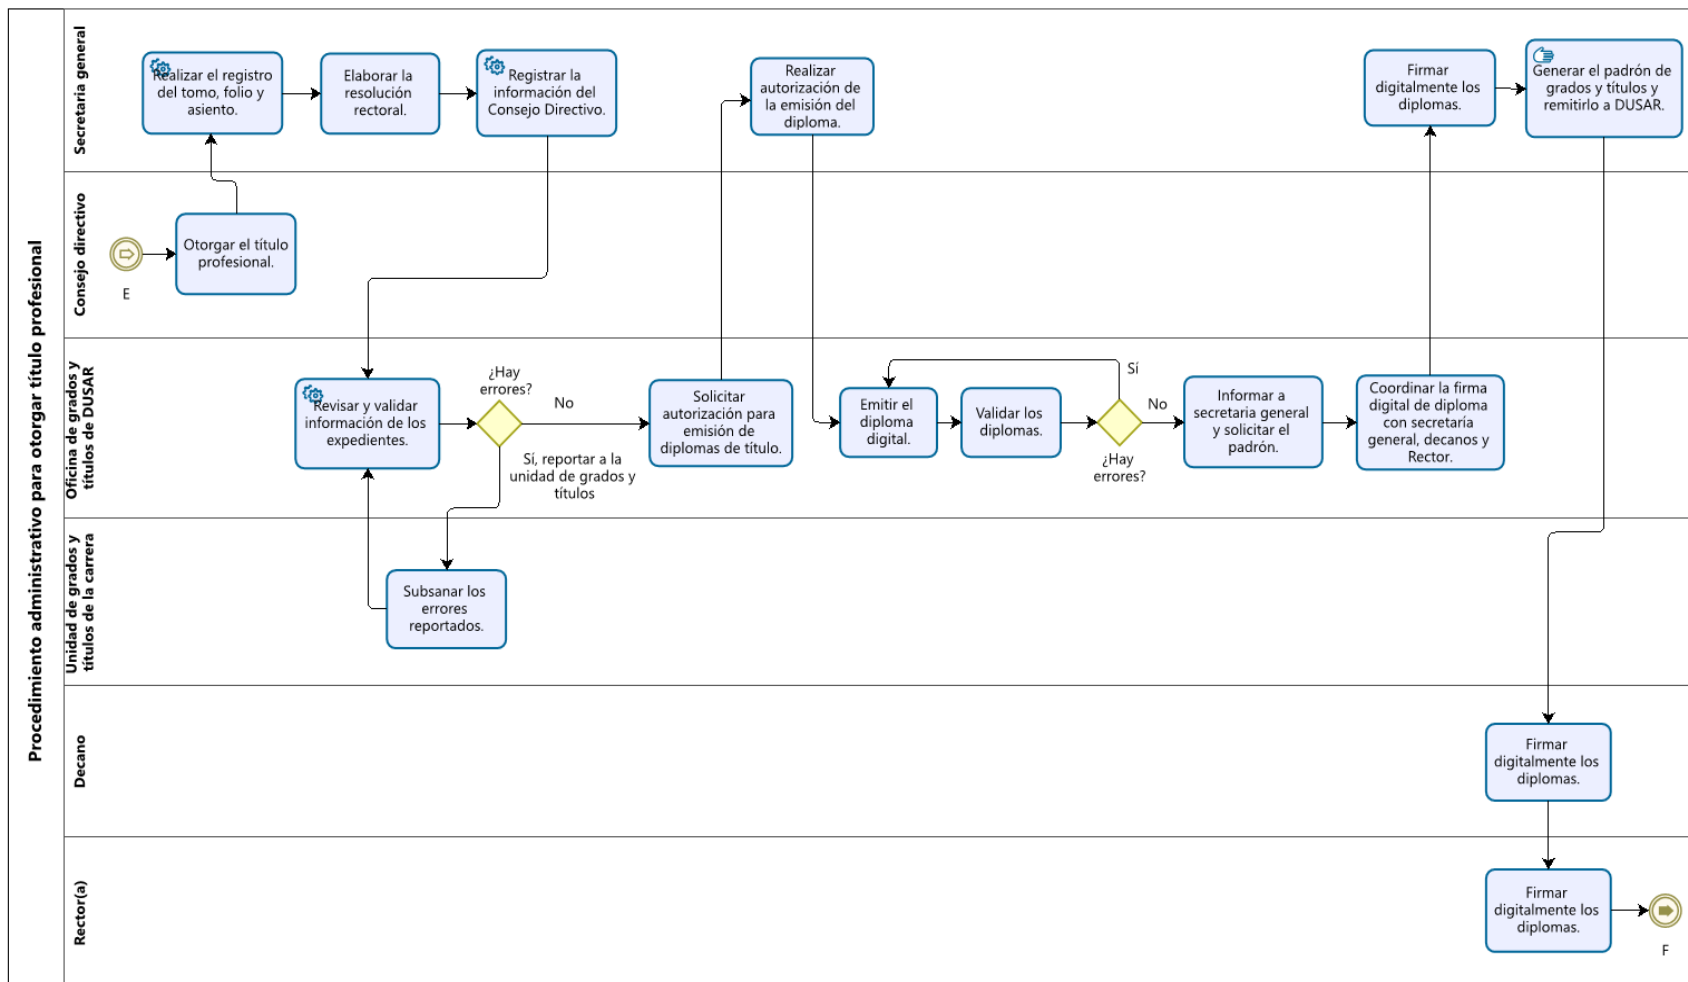 Procedimiento administrativo para otorgar título profesional
Secretaria general
Realizar el registro
del tomo, folio y
asiento.
Elaborar la
resolución
rectoral.
Registrar la
información del
Consejo Directivo.
Realizar
autorización de
la emisión del
diploma.
Firmar
digitalmente los
diplomas.
Generar el padrón de
grados y títulos y
remitirlo a DUSAR.
Consejo directivo
E
Otorgar el título
profesional.
Oficina de grados y
títulos de DUSAR
Revisar y validar
información de los
expedientes.
¿Hay
errores?
No
Sí, reportar a la
unidad de grados y
títulos
Solicitar
autorización para
emisión de
diplomas de título.
Emitir el
diploma
digital.
Validar los
diplomas.
Sí
No
¿Hay
errores?
Informar a
secretaria general
y solicitar el
padrón.
Coordinar la firma
digital de diploma
con secretaría
general, decanos y
Rector.
Unidad de grados y
títulos de la carrera
Subsanar los
errores
reportados.
Decano
Firmar
digitalmente los
diplomas.
Rector(a)
Firmar
digitalmente los
diplomas.
F